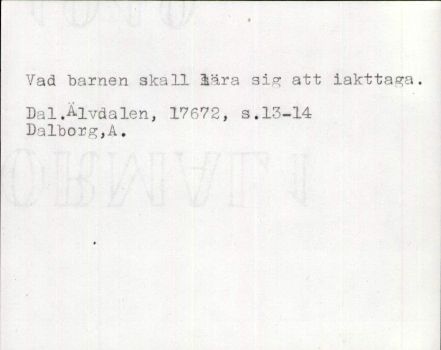 Vad barnen skall lära sig att iakttaga.
Dal.Älvdalen, 17672, s.13-14
Dalborg,A.